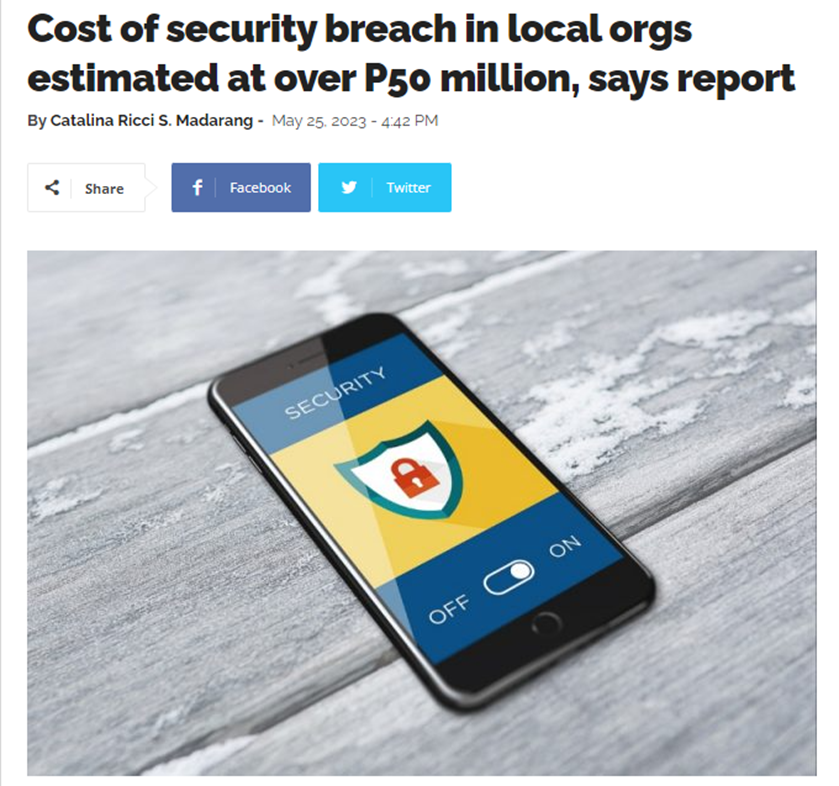 Cost of security breach in local orgs
estimated at over P50 million, says report
By Catalina Ricci S. Madarang - May 25, 2023 - 4:42 PM
Share Facebook Twitter
SECURITY
OFF ON